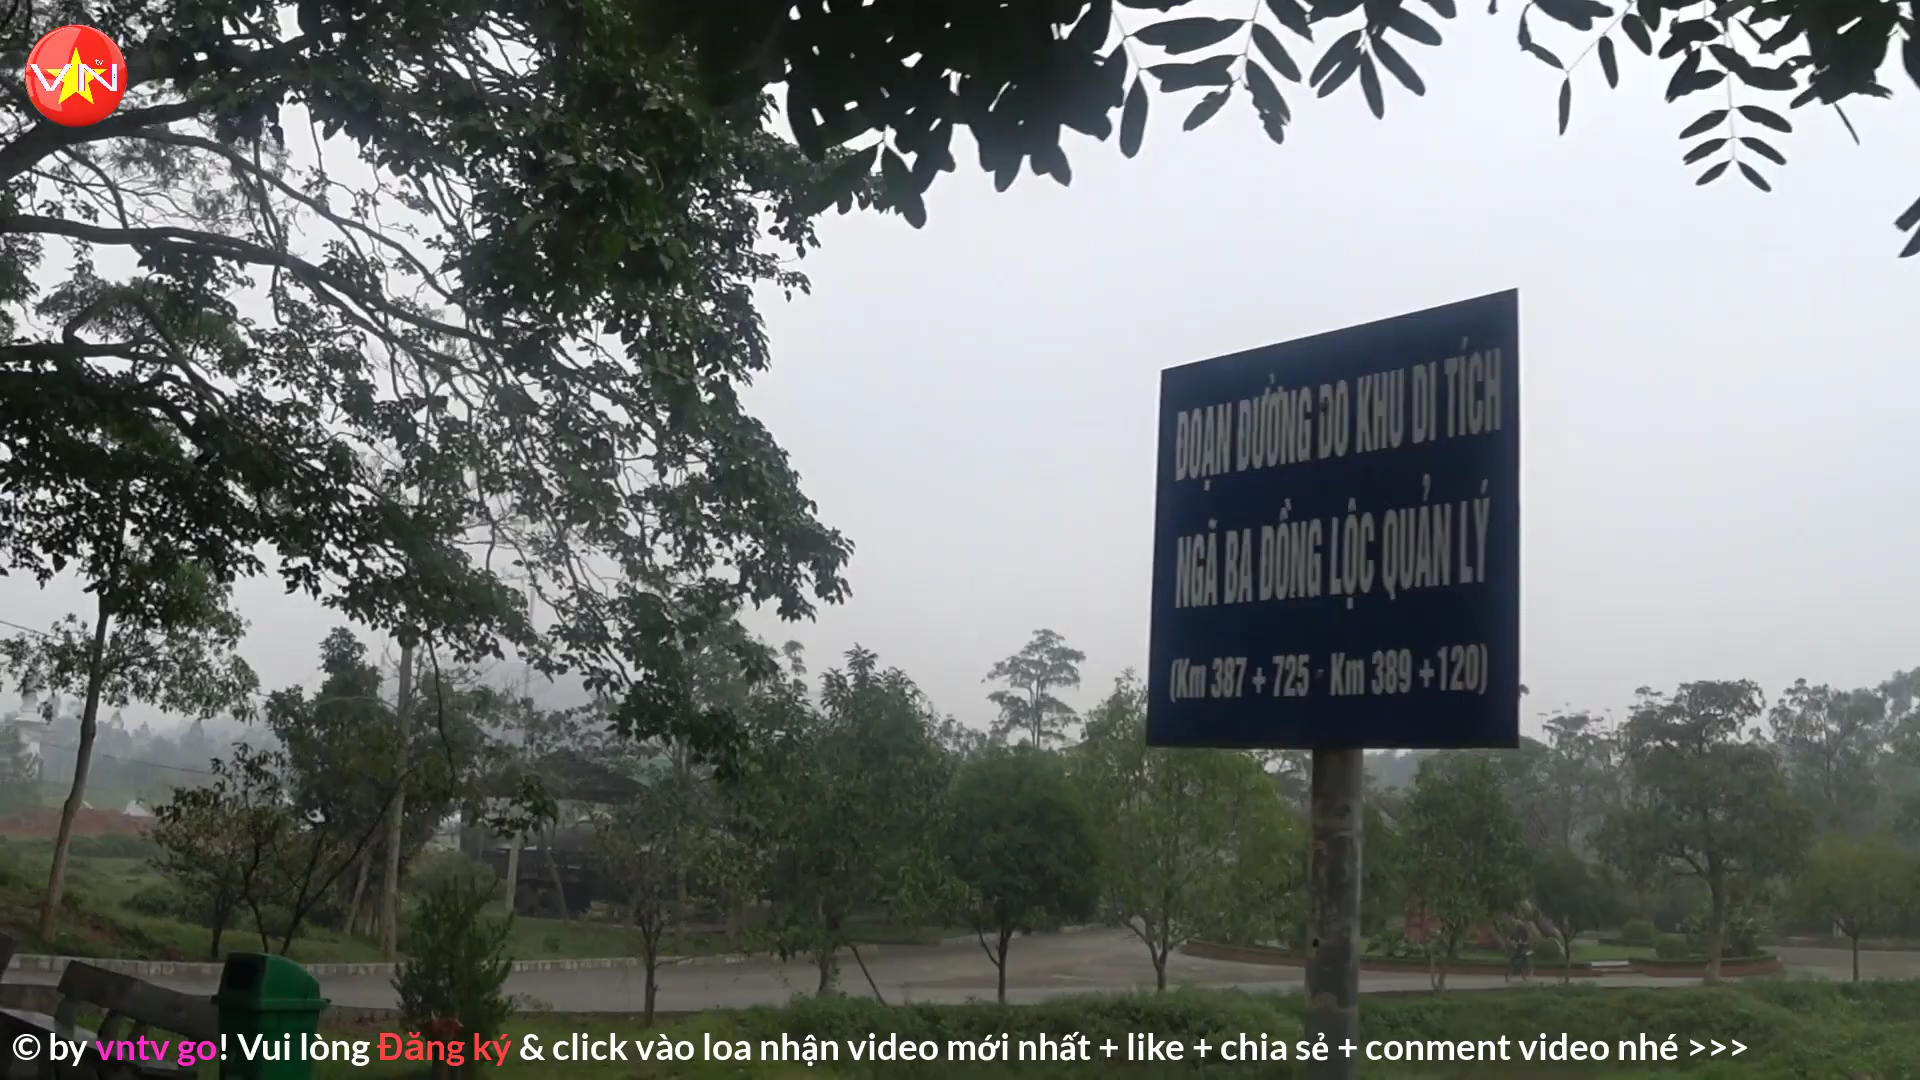 VN tv
ĐOẠN ĐƯỜNG DO KHU DI TÍCH
NGÃ BA ĐỒNG LỘC QUẢN LÝ
(Km 387 + 725 - Km 389 + 120)
© by vntv go! Vui lòng Đăng ký & click vào loa nhận video mới nhất + like + chia sẻ + conment video nhé >>>